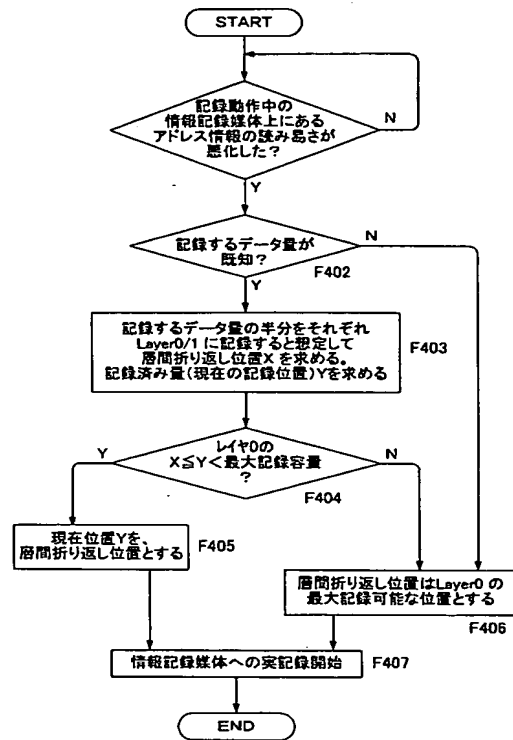 START
記録動作中の
情報記録媒体上にある
アドレス情報の読み易さが
悪化した?
N
Y
記録するデータ量が
既知?
N
F402
Y
記録するデータ量の半分をそれぞれ
Layer0/1 に記録すると想定して
層間折り返し位置X を求める。
記録済み量(現在の記録位置)Yを求める
F403
Y
レイヤ0の
X≦Y<最大記録容量
?
N
F404
現在位置Yを、
層間折り返し位置とする
F405
層間折り返し位置はLayer0 の
最大記録可能な位置とする
F406
情報記録媒体への実記録開始
F407
END